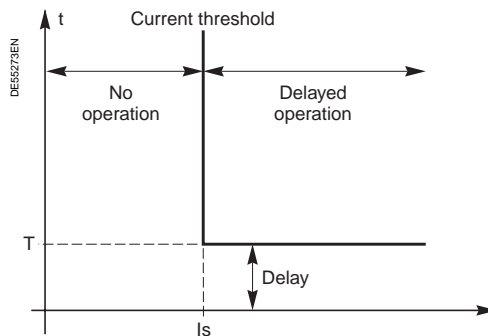 DE55273EN
t
Current threshold
No
operation
Delayed
operation
T
Delay
Is